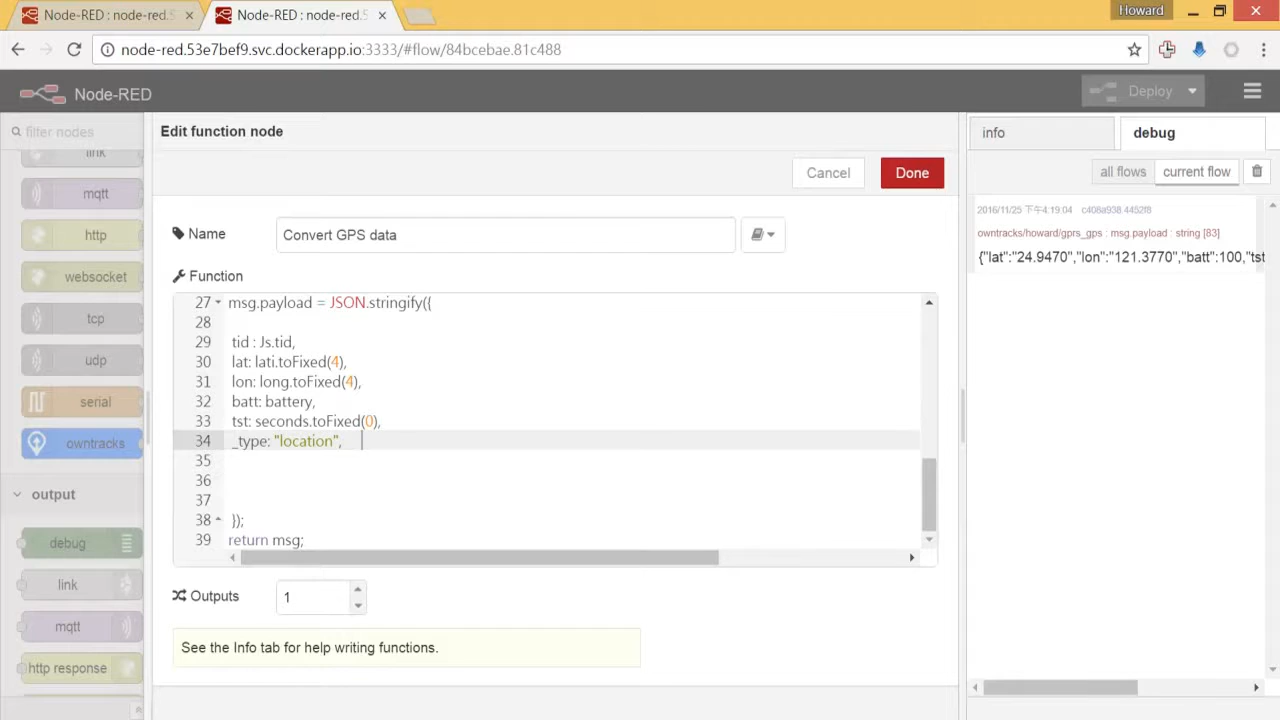 Node-RED : node-red.5
Node-RED : node-red.5
Howard
node-red.53e7bef9.svc.dockerapp.io:3333/#flow/84bcebae.81c488
Node-RED
Deploy
filter nodes
link
mqtt
http
websocket
tcp
udp
serial
owntracks
output
debug
link
mqtt
http response
Edit function node
Cancel
Done
Name
Convert GPS data
Function
27 msg.payload = JSON.stringify({
28
29 tid : Js.tid,
30 lat: lati.toFixed(4),
31 lon: long.toFixed(4),
32 batt: battery,
33 tst: seconds.toFixed(0),
34 _type: "location",
35
36
37
38 });
39 return msg;
Outputs
1
See the Info tab for help writing functions.
info
debug
all flows
current flow
2016/11/25 下午4:19:04 c408a938.4452f8
owntracks/howard/gprs_gps : msg.payload : string [83]
{"lat":"24.9470","lon":"121.3770","batt":100,"tst